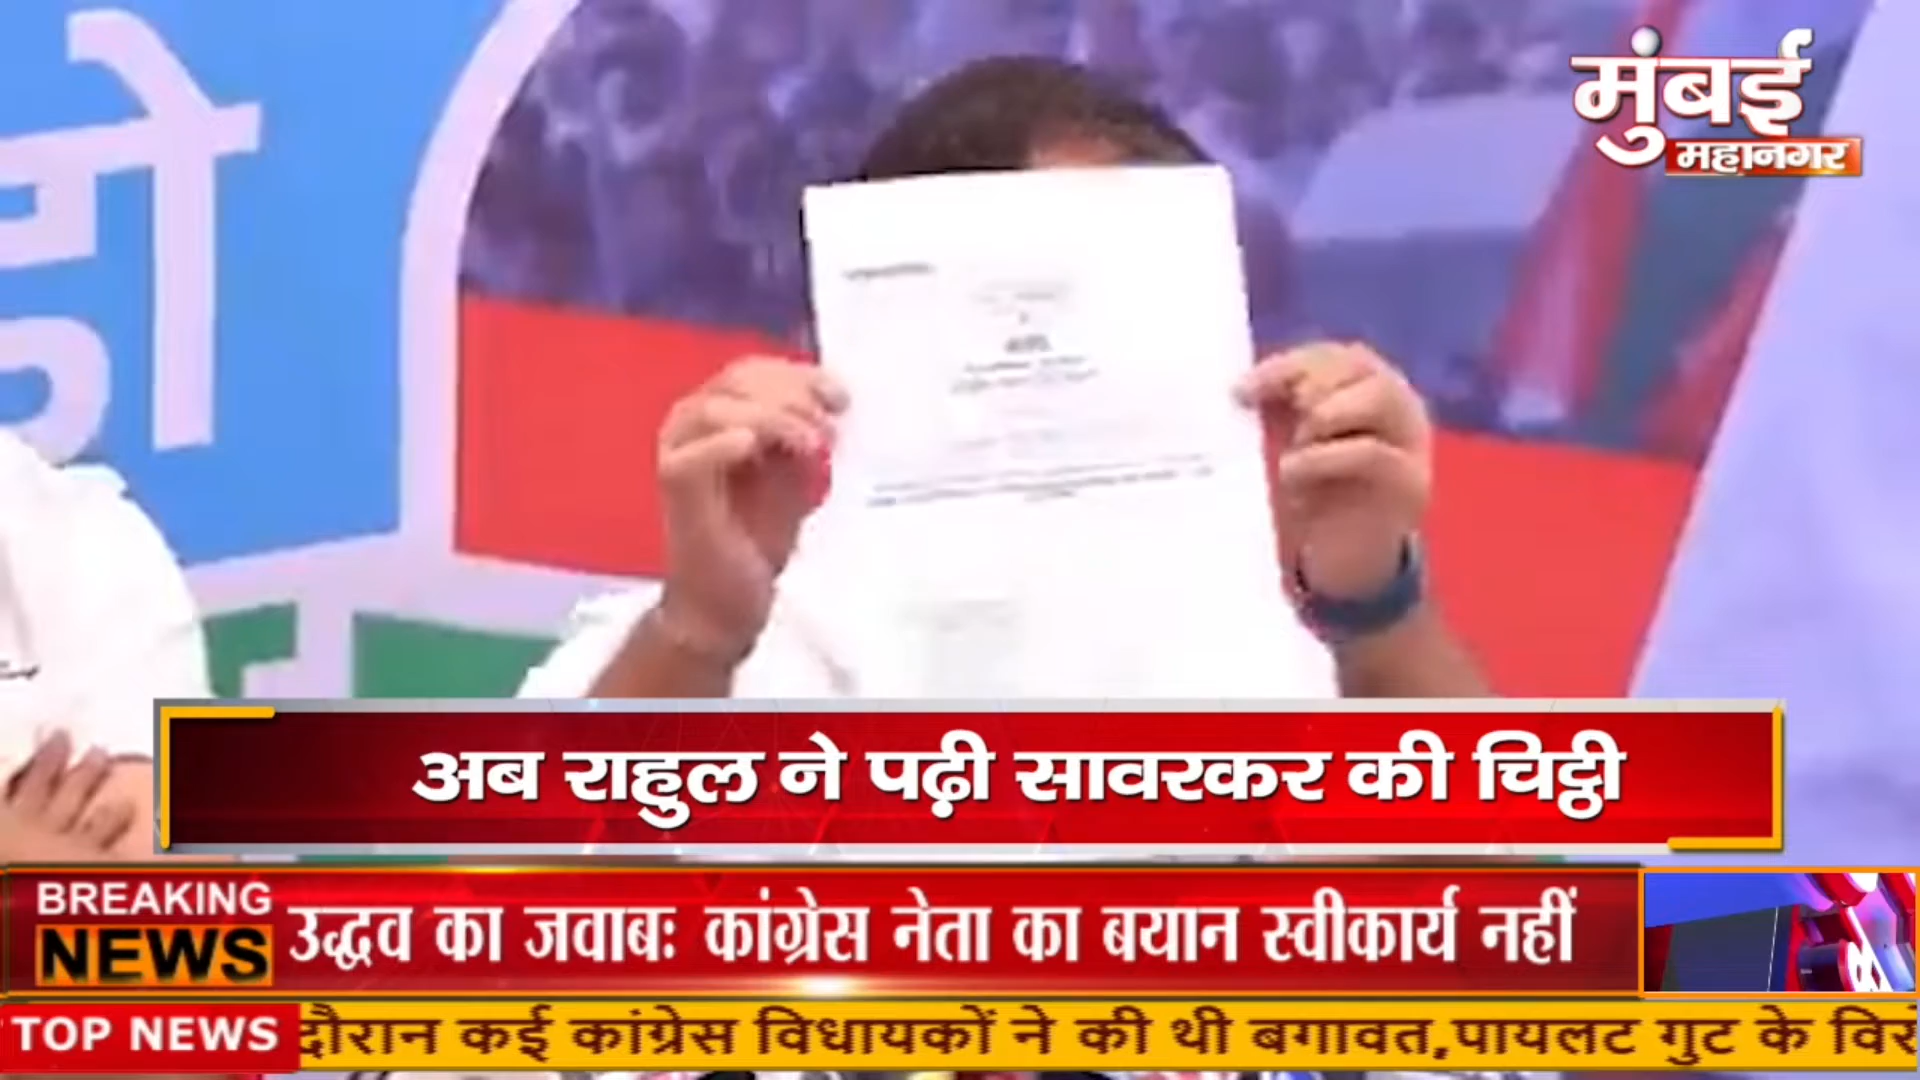 मुंबई
महानगर
अब राहुल ने पढ़ी सावरकर की चिट्ठी
BREAKING
NEWS
उद्धव का जवाबः कांग्रेस नेता का बयान स्वीकार्य नहीं
TOP NEWS
दौरान कई कांग्रेस विधायकों ने की थी बगावत,पायलट गुट के विर